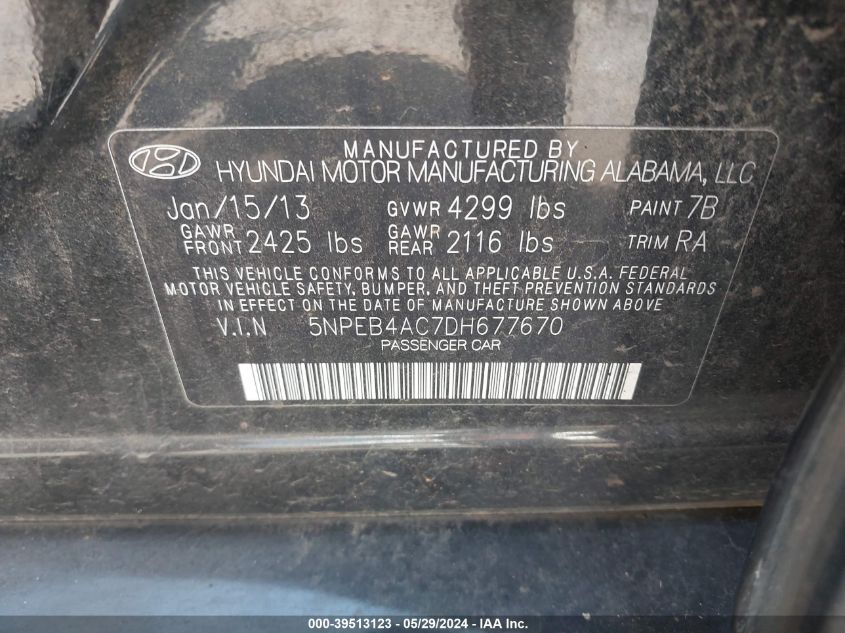 MANUFACTURED BY
HYUNDAI MOTOR MANUFACTURING ALABAMA, LLC
Jan/15/13 GVWR 4299 lbs PAINT 7B
GAWR FRONT 2425 lbs GAWR REAR 2116 lbs TRIM RA
THIS VEHICLE CONFORMS TO ALL APPLICABLE U.S.A. FEDERAL
MOTOR VEHICLE SAFETY, BUMPER, AND THEFT PREVENTION STANDARDS
IN EFFECT ON THE DATE OF MANUFACTURE SHOWN ABOVE
V.I.N 5NPEB4AC7DH677670
PASSENGER CAR
000-39513123 - 05/29/2024 - IAA Inc.